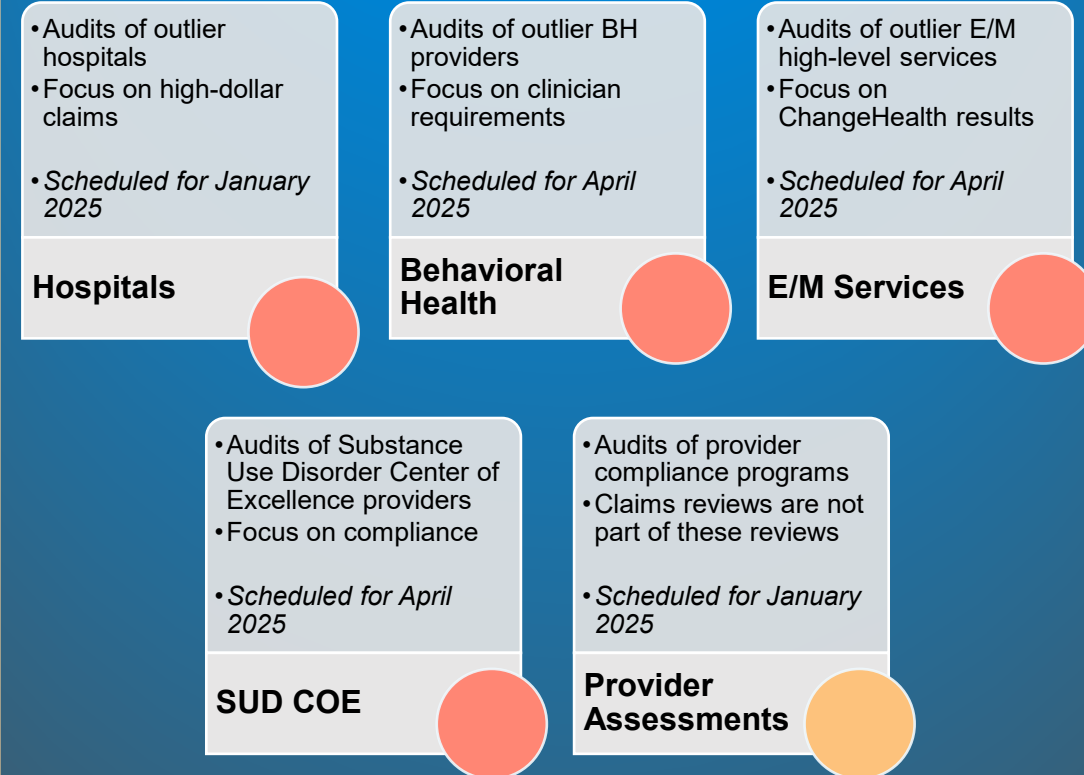 •Audits of outlier
hospitals
•Focus on high-dollar
claims
•Scheduled for January
2025
Hospitals
•Audits of outlier BH
providers
•Focus on clinician
requirements
•Scheduled for April
2025
Behavioral
Health
•Audits of outlier E/M
high-level services
•Focus on
ChangeHealth results
•Scheduled for April
2025
E/M Services
•Audits of Substance
Use Disorder Center of
Excellence providers
•Focus on compliance
•Scheduled for April
2025
SUD COE
•Audits of provider
compliance programs
•Claims reviews are not
part of these reviews
•Scheduled for January
2025
Provider
Assessments